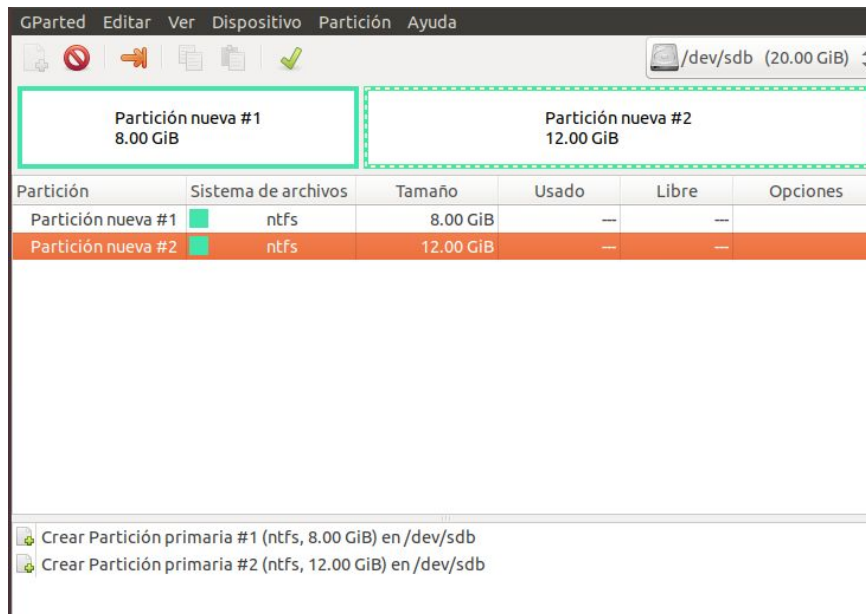 GParted Editar Ver Dispositivo Partición Ayuda
/dev/sdb (20.00 GiB)
Partición nueva #1
8.00 GiB
Partición nueva #2
12.00 GiB
Partición Sistema de archivos Tamaño Usado Libre Opciones
Partición nueva #1 ntfs 8.00 GiB --- ---
Partición nueva #2 ntfs 12.00 GiB --- ---
Crear Partición primaria #1 (ntfs, 8.00 GiB) en /dev/sdb
Crear Partición primaria #2 (ntfs, 12.00 GiB) en /dev/sdb